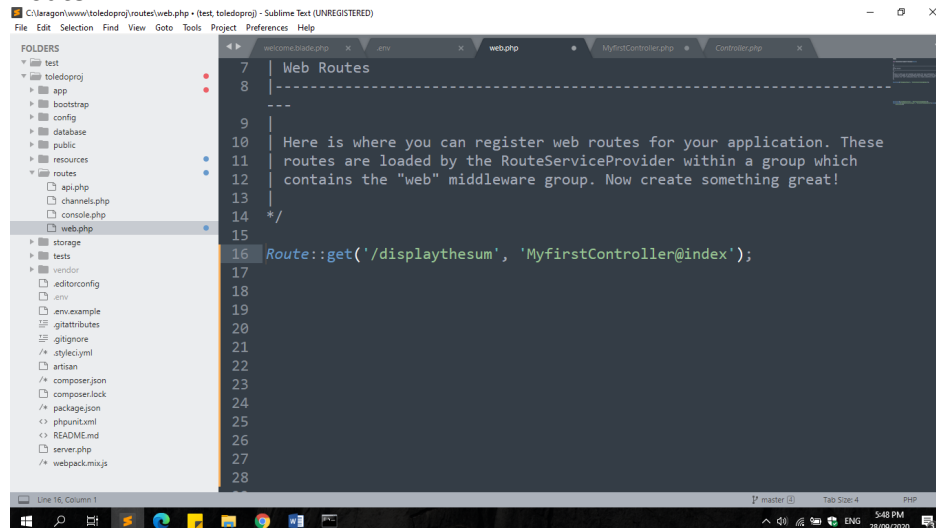 C:\laragon\www\toledoproj\routes\web.php • (test, toledoproj) - Sublime Text (UNREGISTERED)
File Edit Selection Find View Goto Tools Project Preferences Help
FOLDERS
test
toledoproj
app
bootstrap
config
database
public
resources
routes
api.php
channels.php
console.php
web.php
storage
tests
vendor
.editorconfig
.env
.env.example
.gitattributes
.gitignore
.styleci.yml
artisan
composer.json
composer.lock
package.json
phpunit.xml
README.md
server.php
webpack.mix.js
welcome.blade.php
.env
web.php
MyfirstController.php
Controller.php
7 | Web Routes
8 |--------------------------------------------------------------------------
---
9 |
10 | Here is where you can register web routes for your application. These
11 | routes are loaded by the RouteServiceProvider within a group which
12 | contains the "web" middleware group. Now create something great!
13 |
14 */
15
16 Route::get('/displaythesum', 'MyfirstController@index');
17
18
19
20
21
22
23
24
25
26
27
28
Line 16, Column 1
master 4
Tab Size: 4
PHP
ENG
5:48 PM
28/09/2020